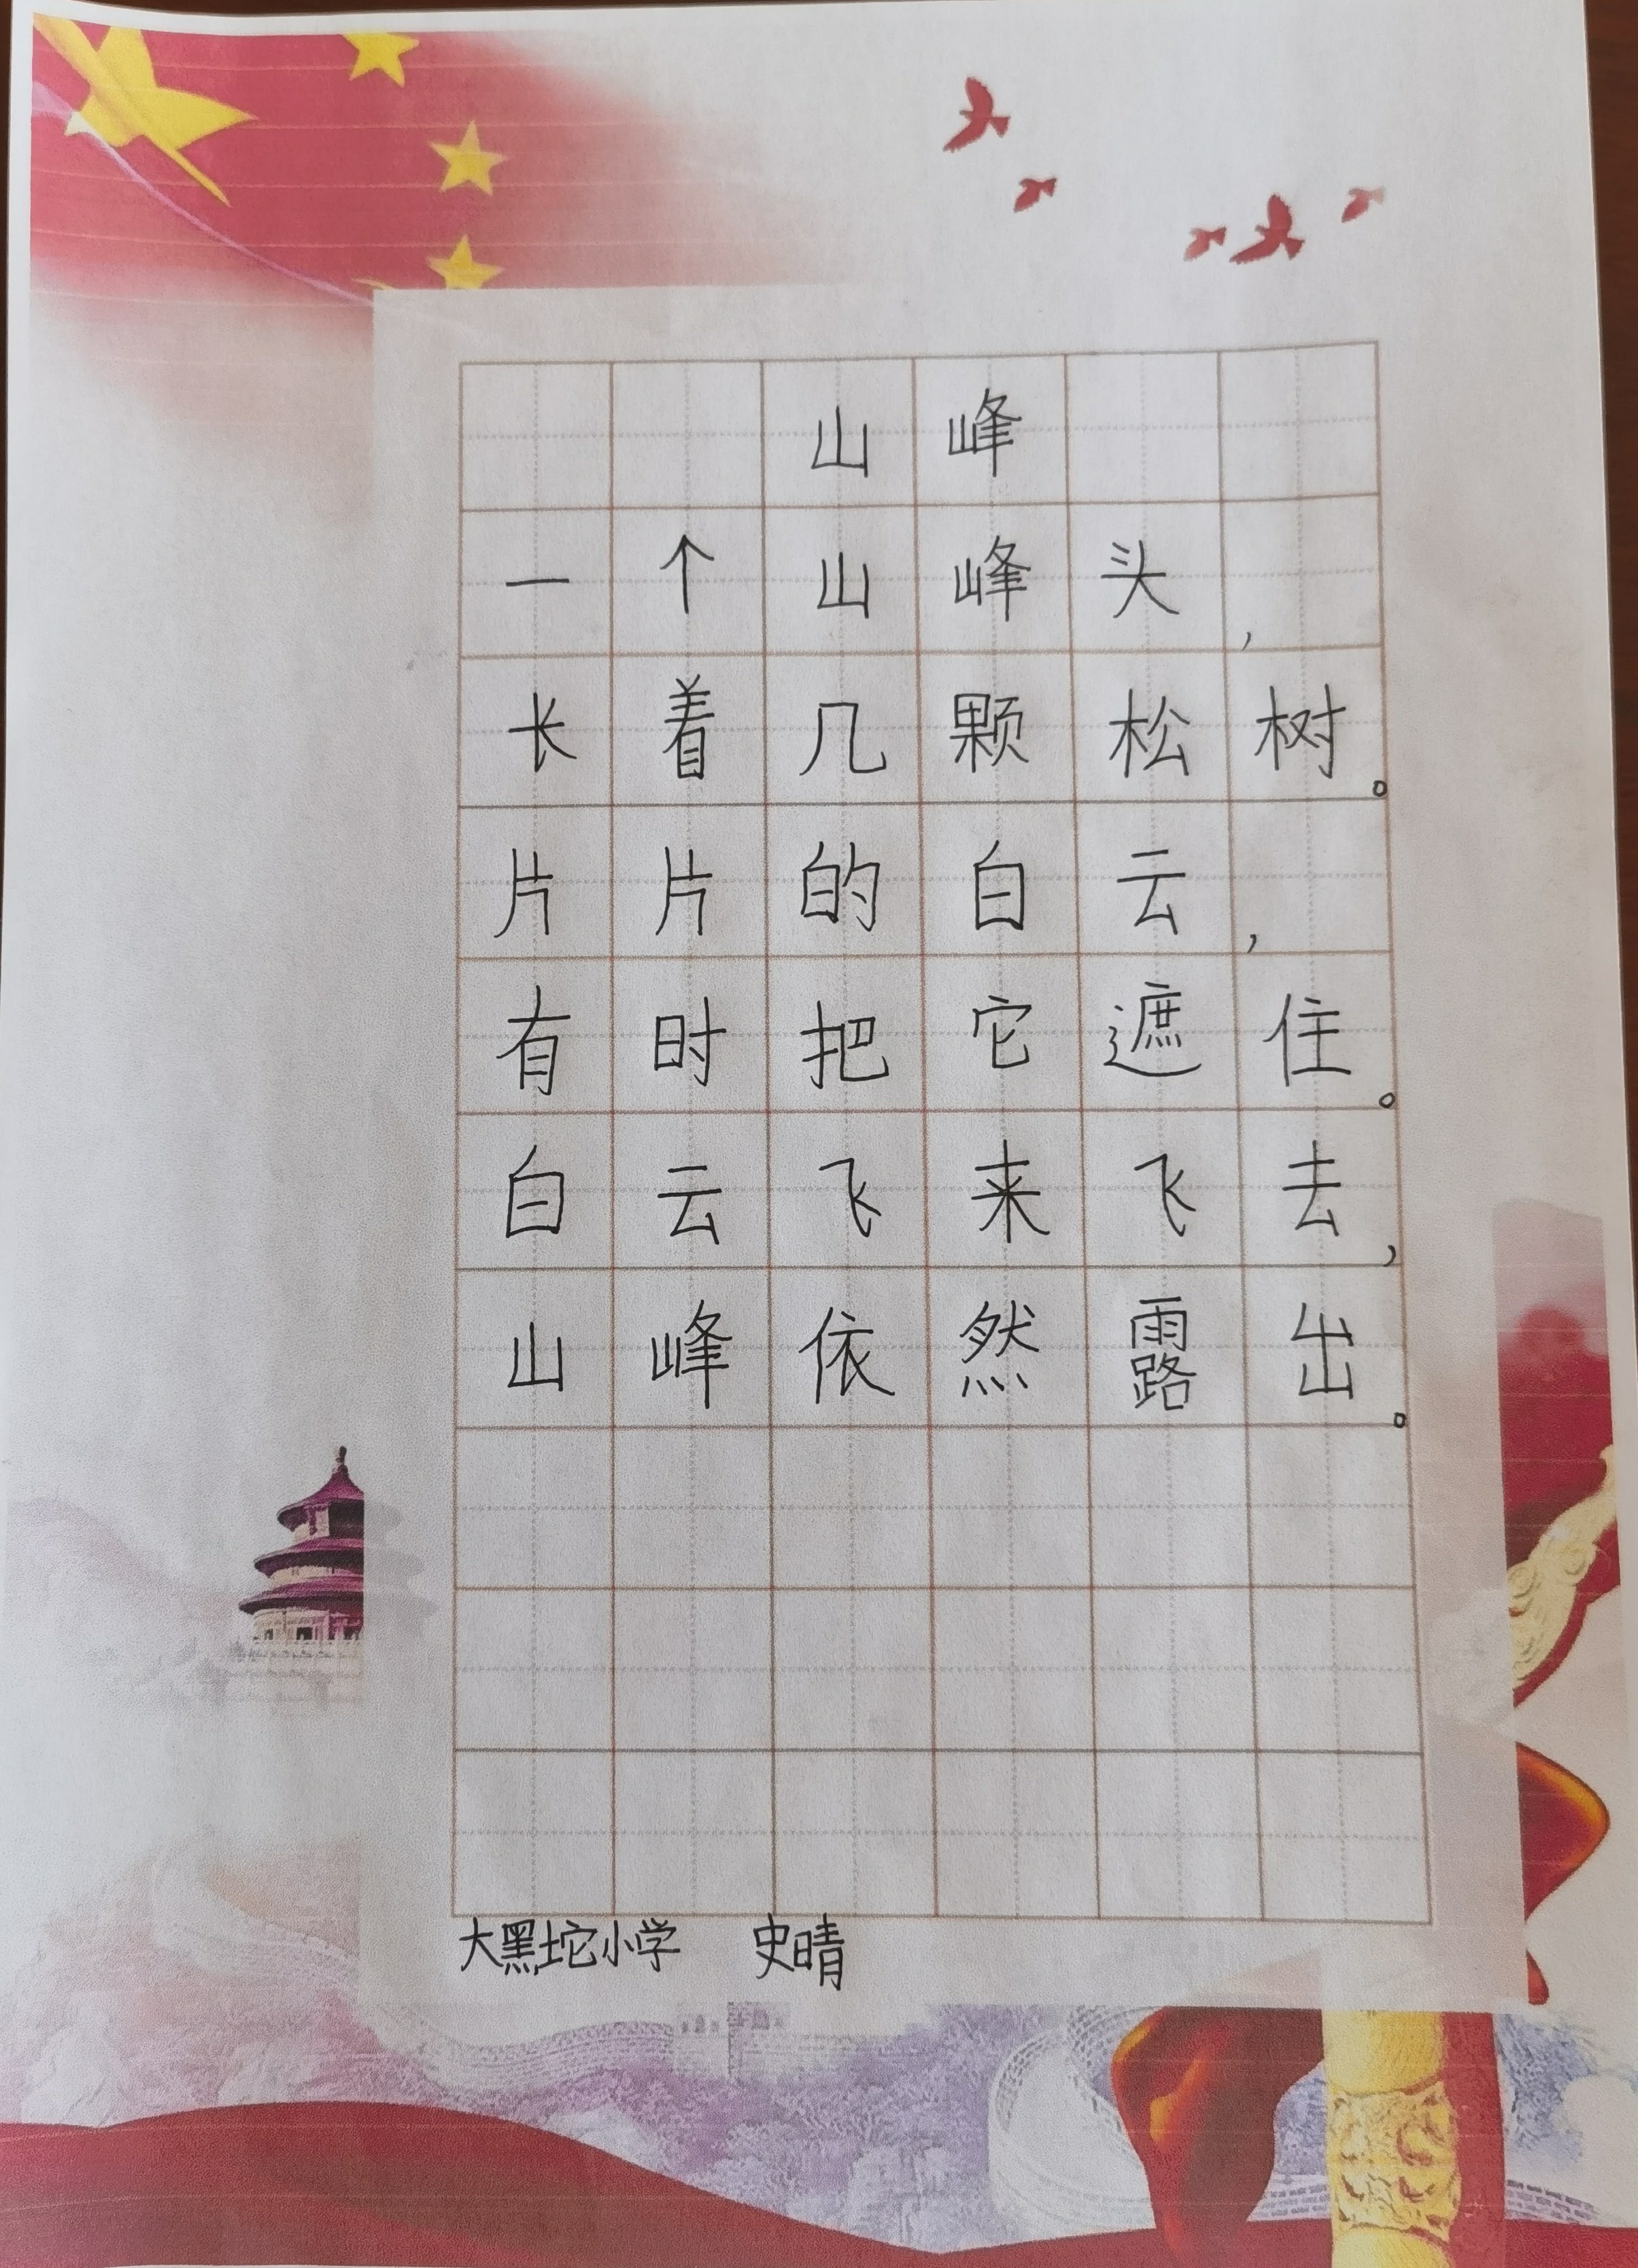 山峰
一个山峰头，
长着几颗松树。
片片的白云，
有时把它遮住。
白云飞来飞去，
山峰依然露出。
大黑坨小学 史晴